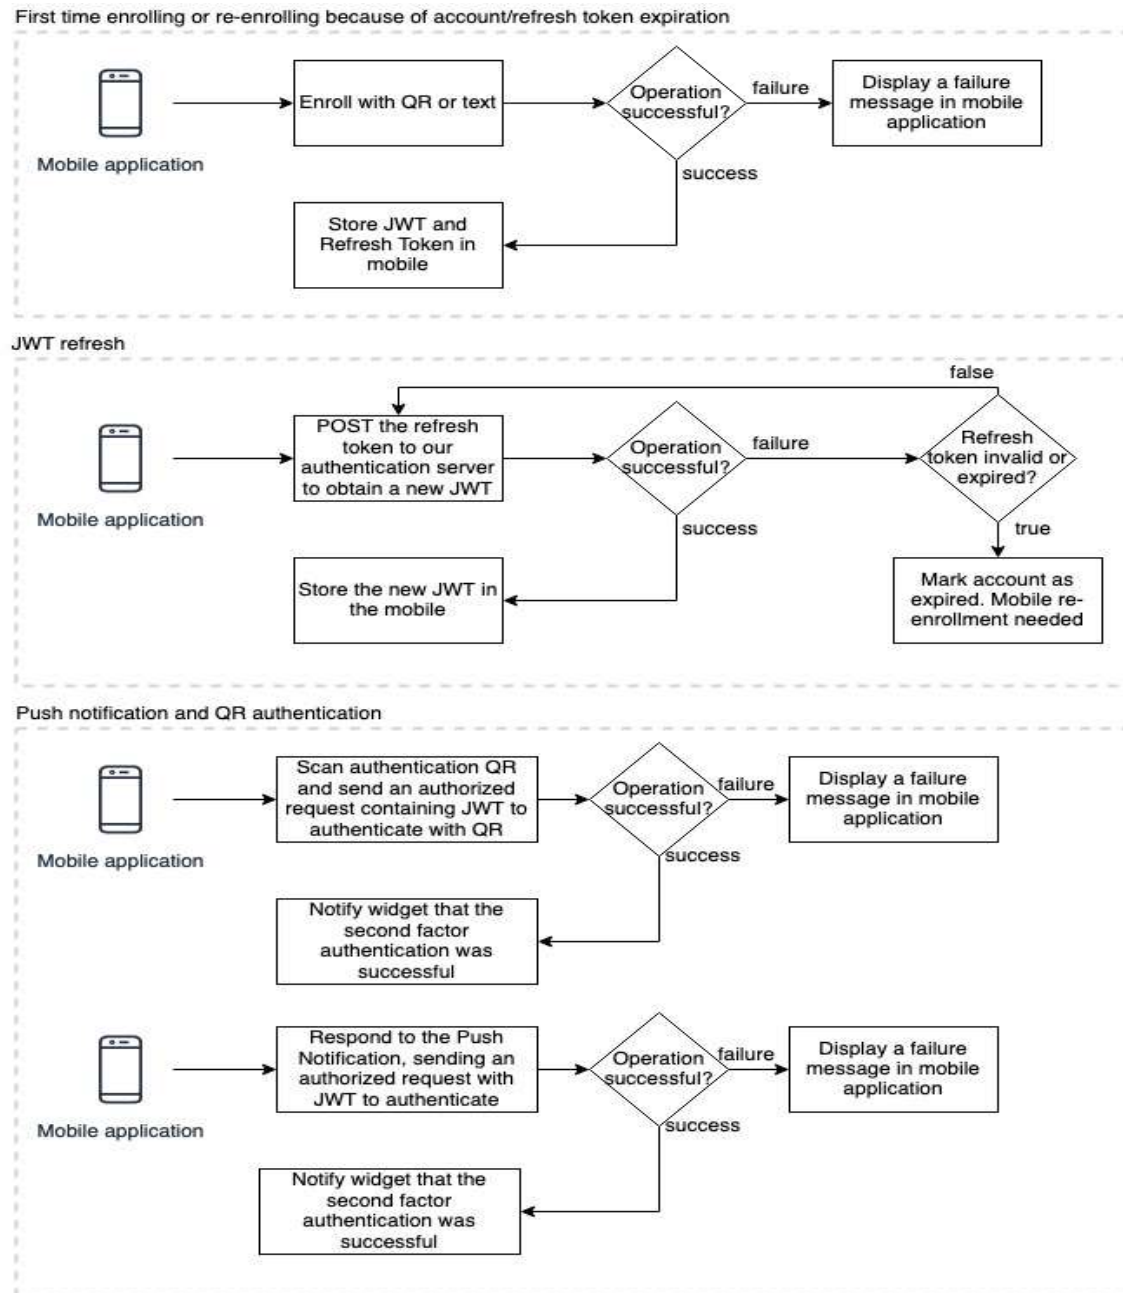 First time enrolling or re-enrolling because of account/refresh token expiration
Mobile application
Enroll with QR or text
Operation
successful?
failure
Display a failure
message in mobile
application
success
Store JWT and
Refresh Token in
mobile
JWT refresh
false
Mobile application
POST the refresh
token to our
authentication server
to obtain a new JWT
Operation
successful?
failure
Refresh
token invalid or
expired?
success
true
Store the new JWT in
the mobile
Mark account as
expired. Mobile re-
enrollment needed
Push notification and QR authentication
Mobile application
Scan authentication QR
and send an authorized
request containing JWT to
authenticate with QR
Operation
successful?
failure
Display a failure
message in mobile
application
success
Notify widget that the
second factor
authentication was
successful
Mobile application
Respond to the Push
Notification, sending an
authorized request with
JWT to authenticate
Operation
successful?
failure
Display a failure
message in mobile
application
success
Notify widget that the
second factor
authentication was
successful